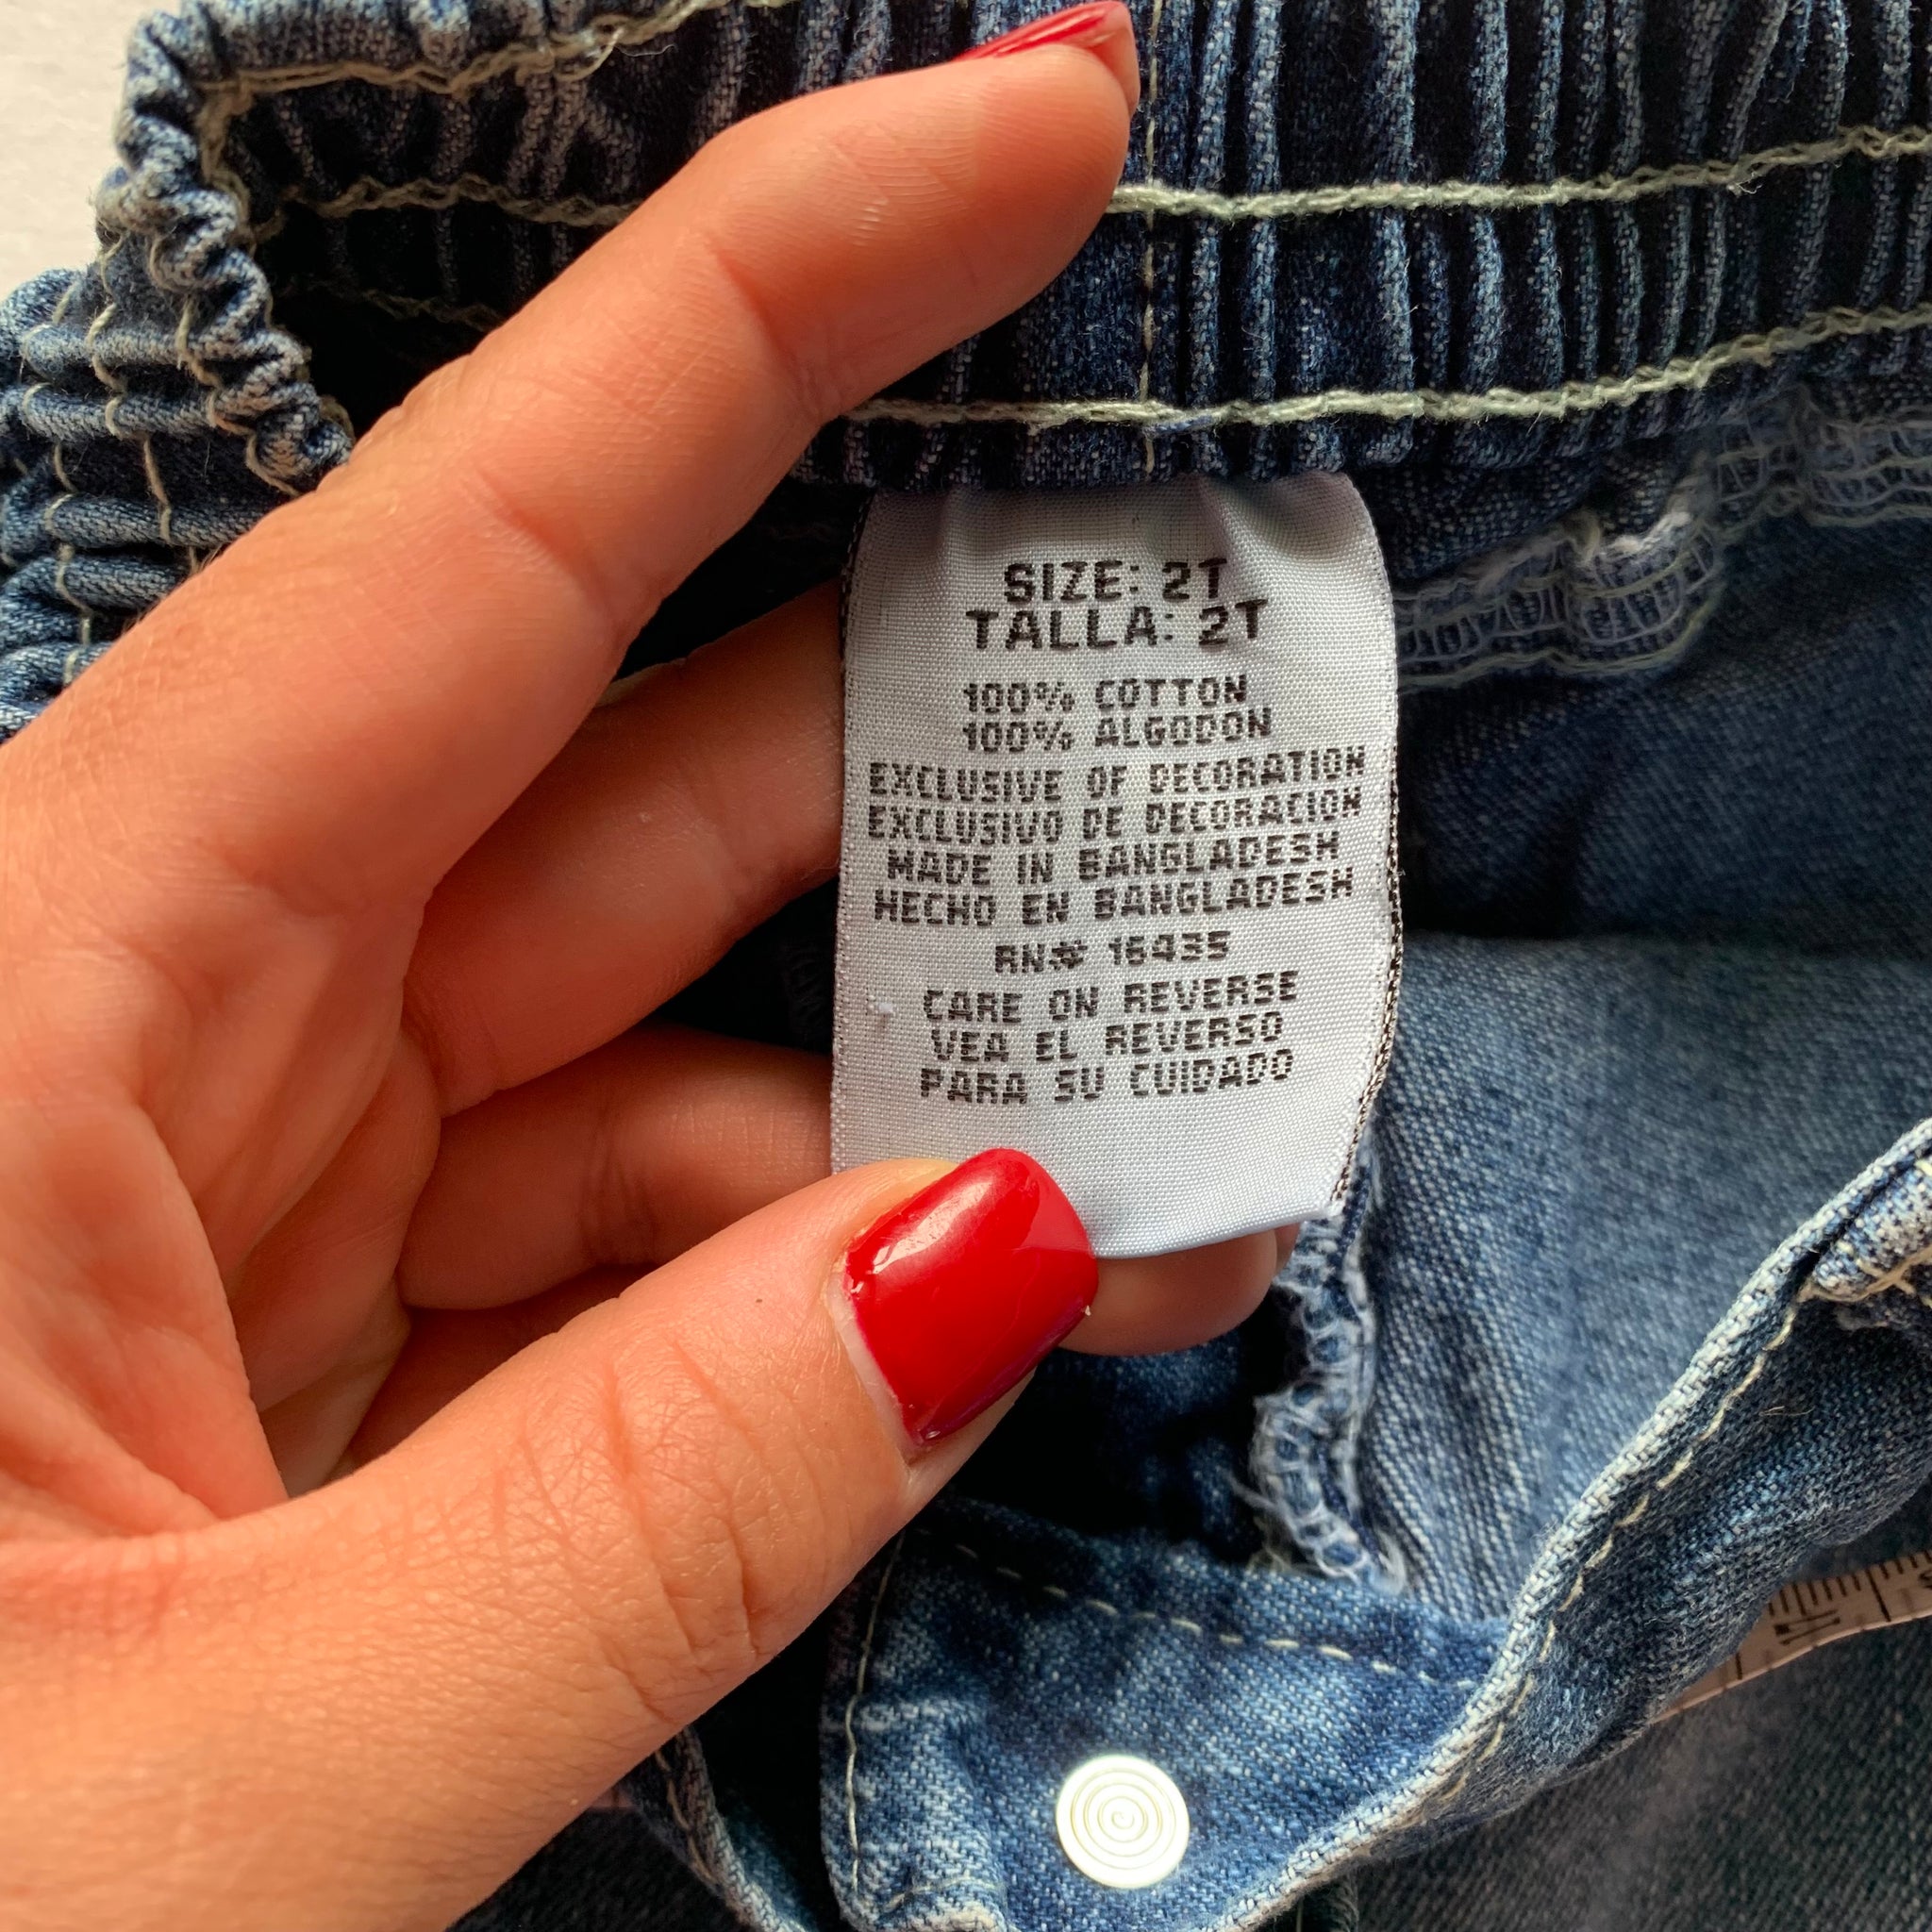 SIZE: 2T
TALLA: 2T
100% COTTON
100% ALGODON
EXCLUSIVE OF DECORATION
EXCLUSIVO DE DECORACION
MADE IN BANGLADESH
HECHO EN BANGLADESH
RN# 16435
CARE ON REVERSE
VEA EL REVERSO
PARA SU CUIDADO